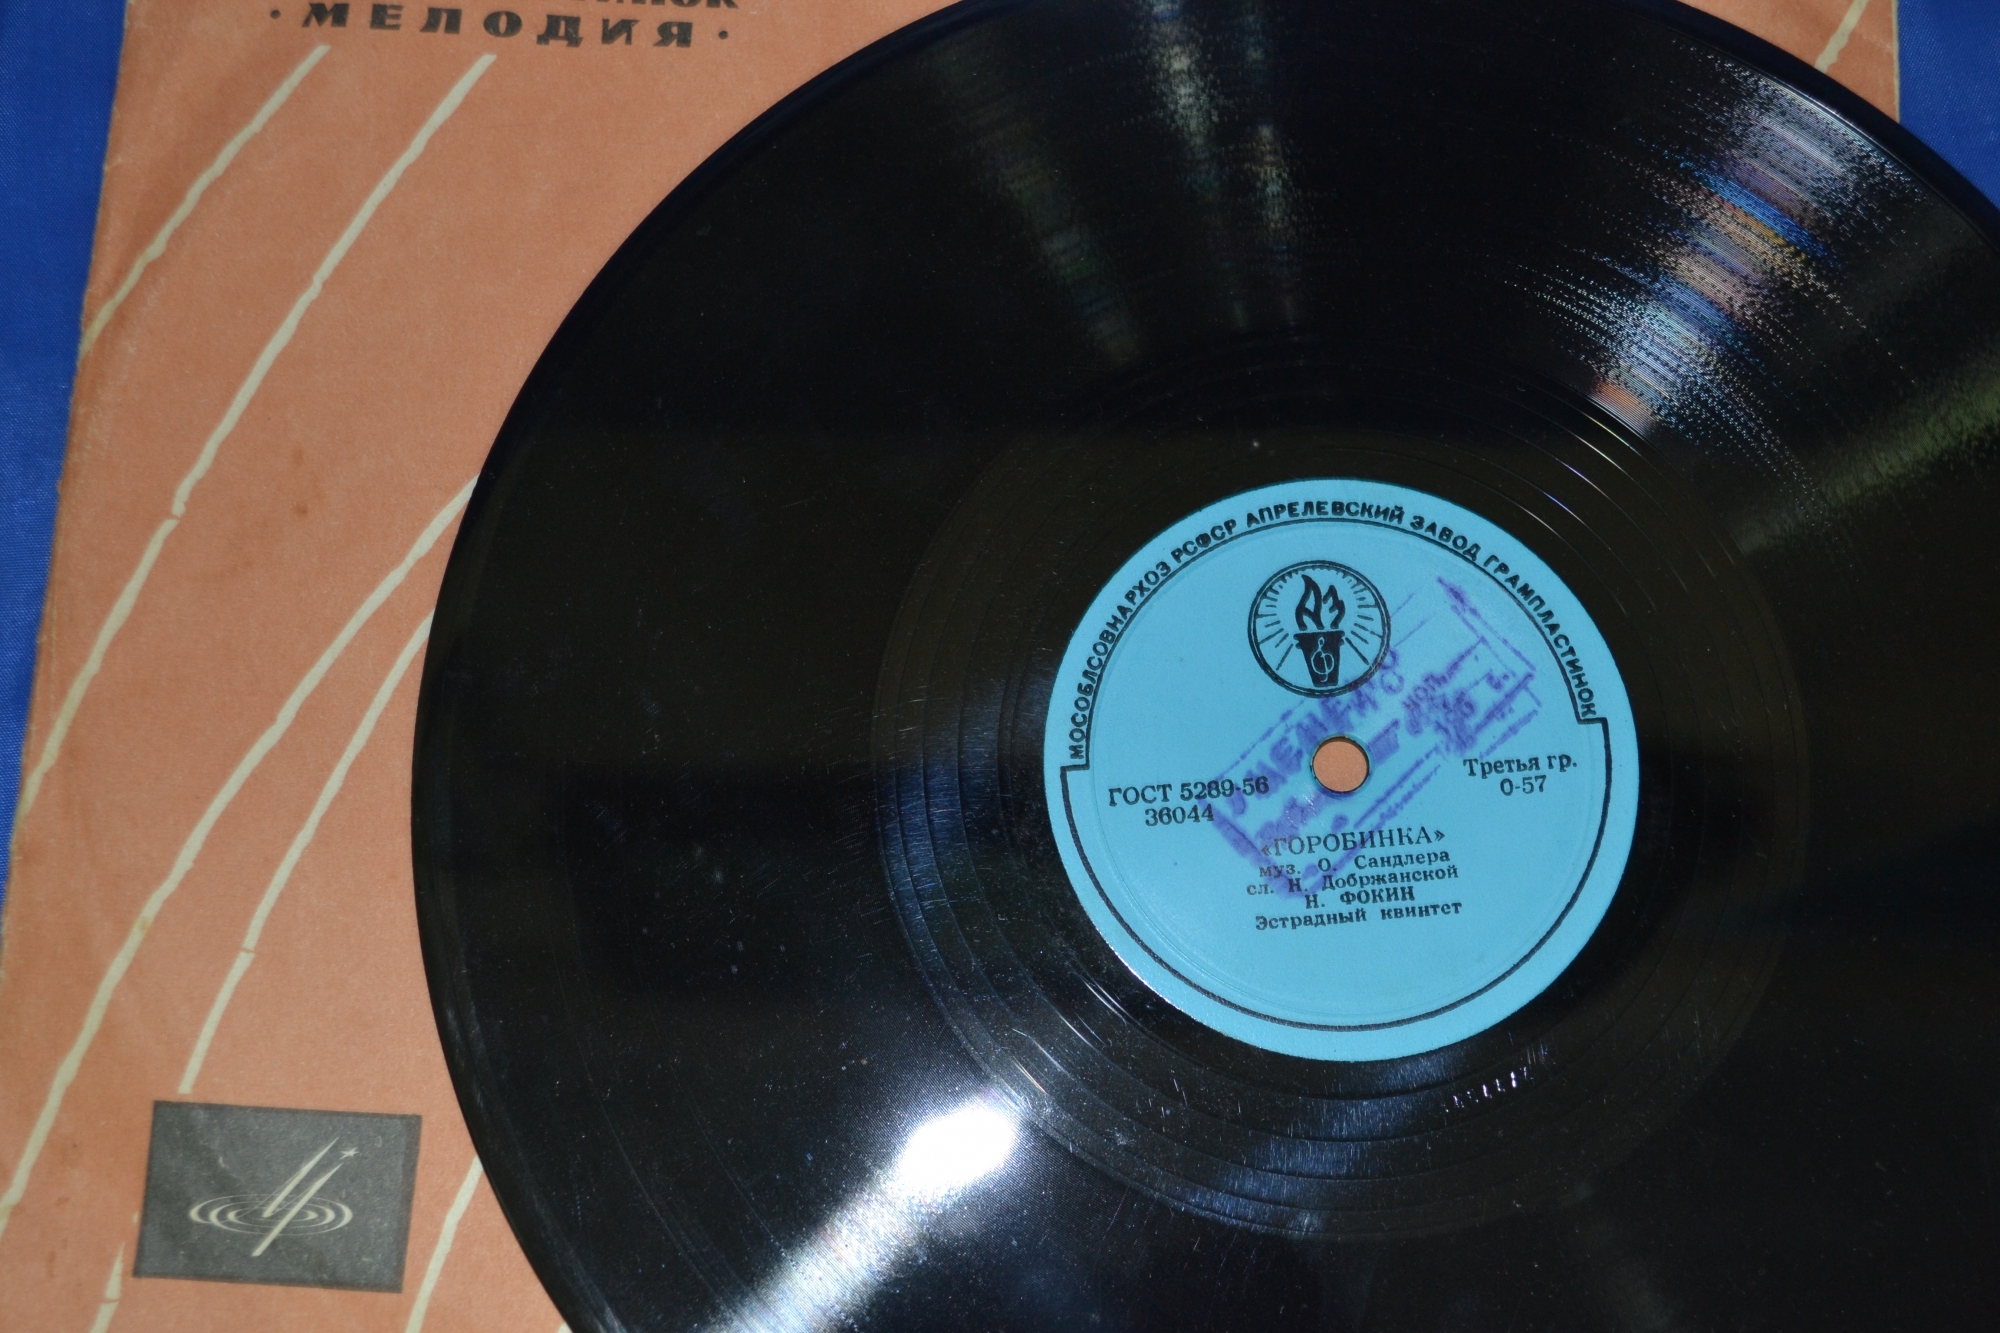 · МЕЛОДИЯ ·
МОСОБЛСОВНАРХОЗ РСФСР АПРЕЛЕВСКИЙ ЗАВОД ГРАМПЛАСТИНОК
АЗ
ГОСТ 5289-56
36044
Третья гр.
0-57
«ГОРОБИНКА»
муз. О. Сандлера
сл. Н. Добржанской
Н. ФОКИН
Эстрадный квинтет